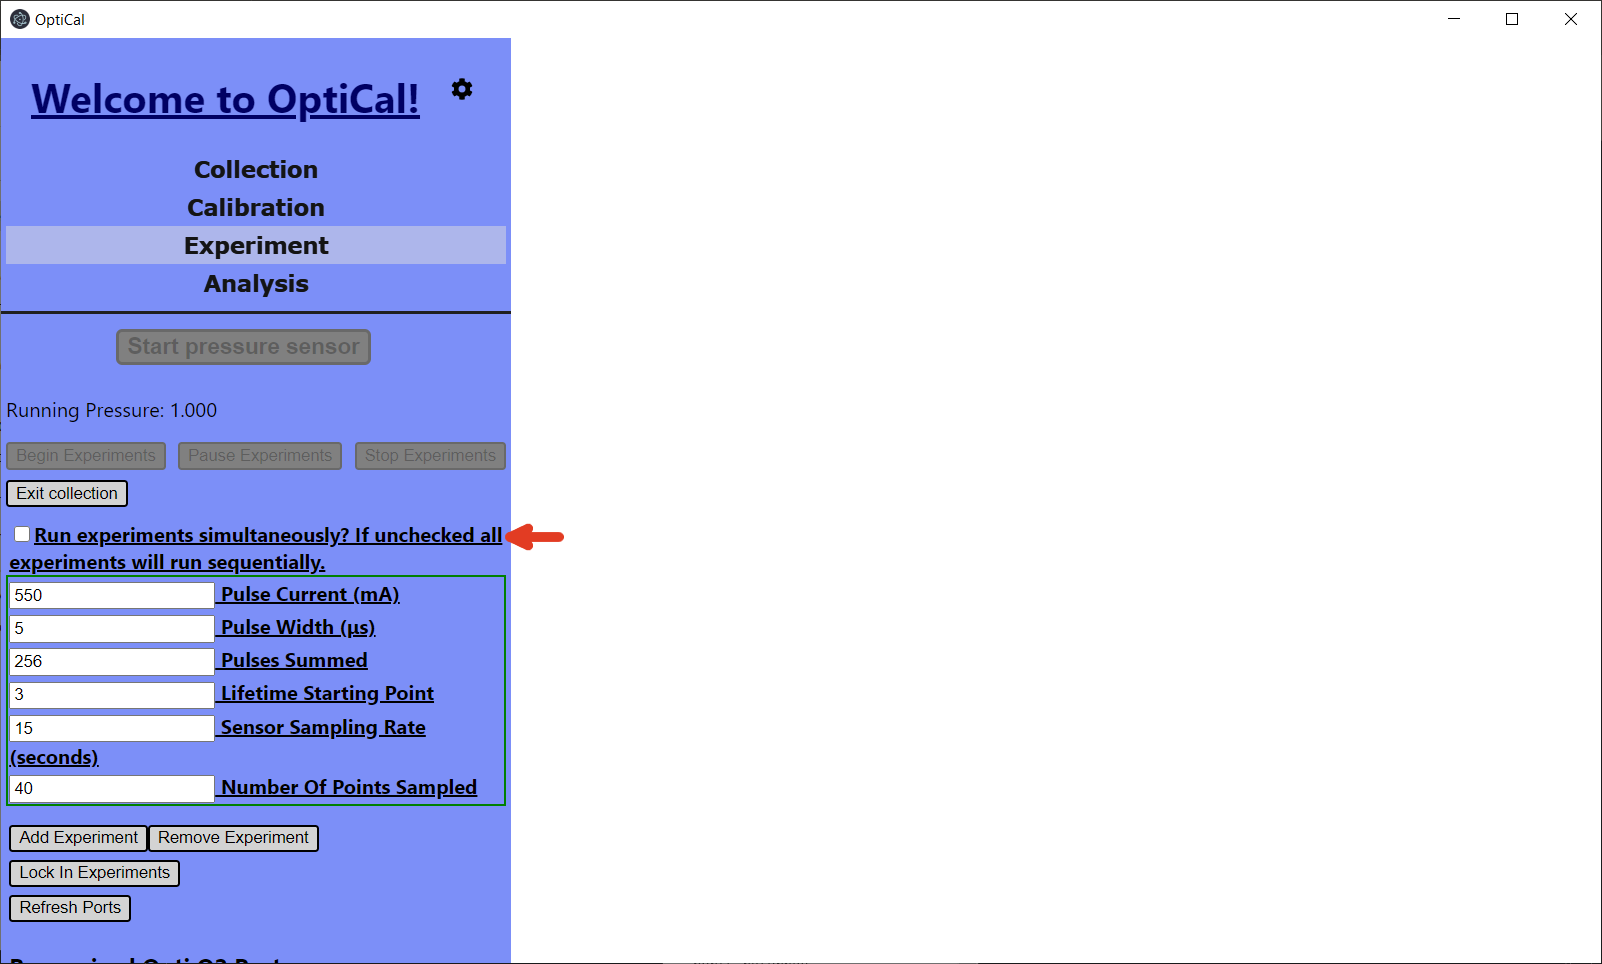 OptiCal
Welcome to OptiCal!
Collection
Calibration
Experiment
Analysis
Start pressure sensor
Running Pressure: 1.000
Begin Experiments Pause Experiments Stop Experiments
Exit collection
Run experiments simultaneously? If unchecked all
experiments will run sequentially.
550 Pulse Current (mA)
5 Pulse Width (μs)
256 Pulses Summed
3 Lifetime Starting Point
15 Sensor Sampling Rate
(seconds)
40 Number Of Points Sampled
Add Experiment Remove Experiment
Lock In Experiments
Refresh Ports